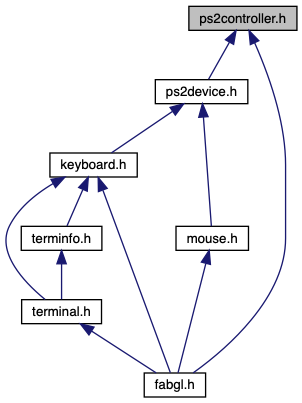 ps2controller.h
ps2device.h
keyboard.h
terminfo.h
mouse.h
terminal.h
fabgl.h